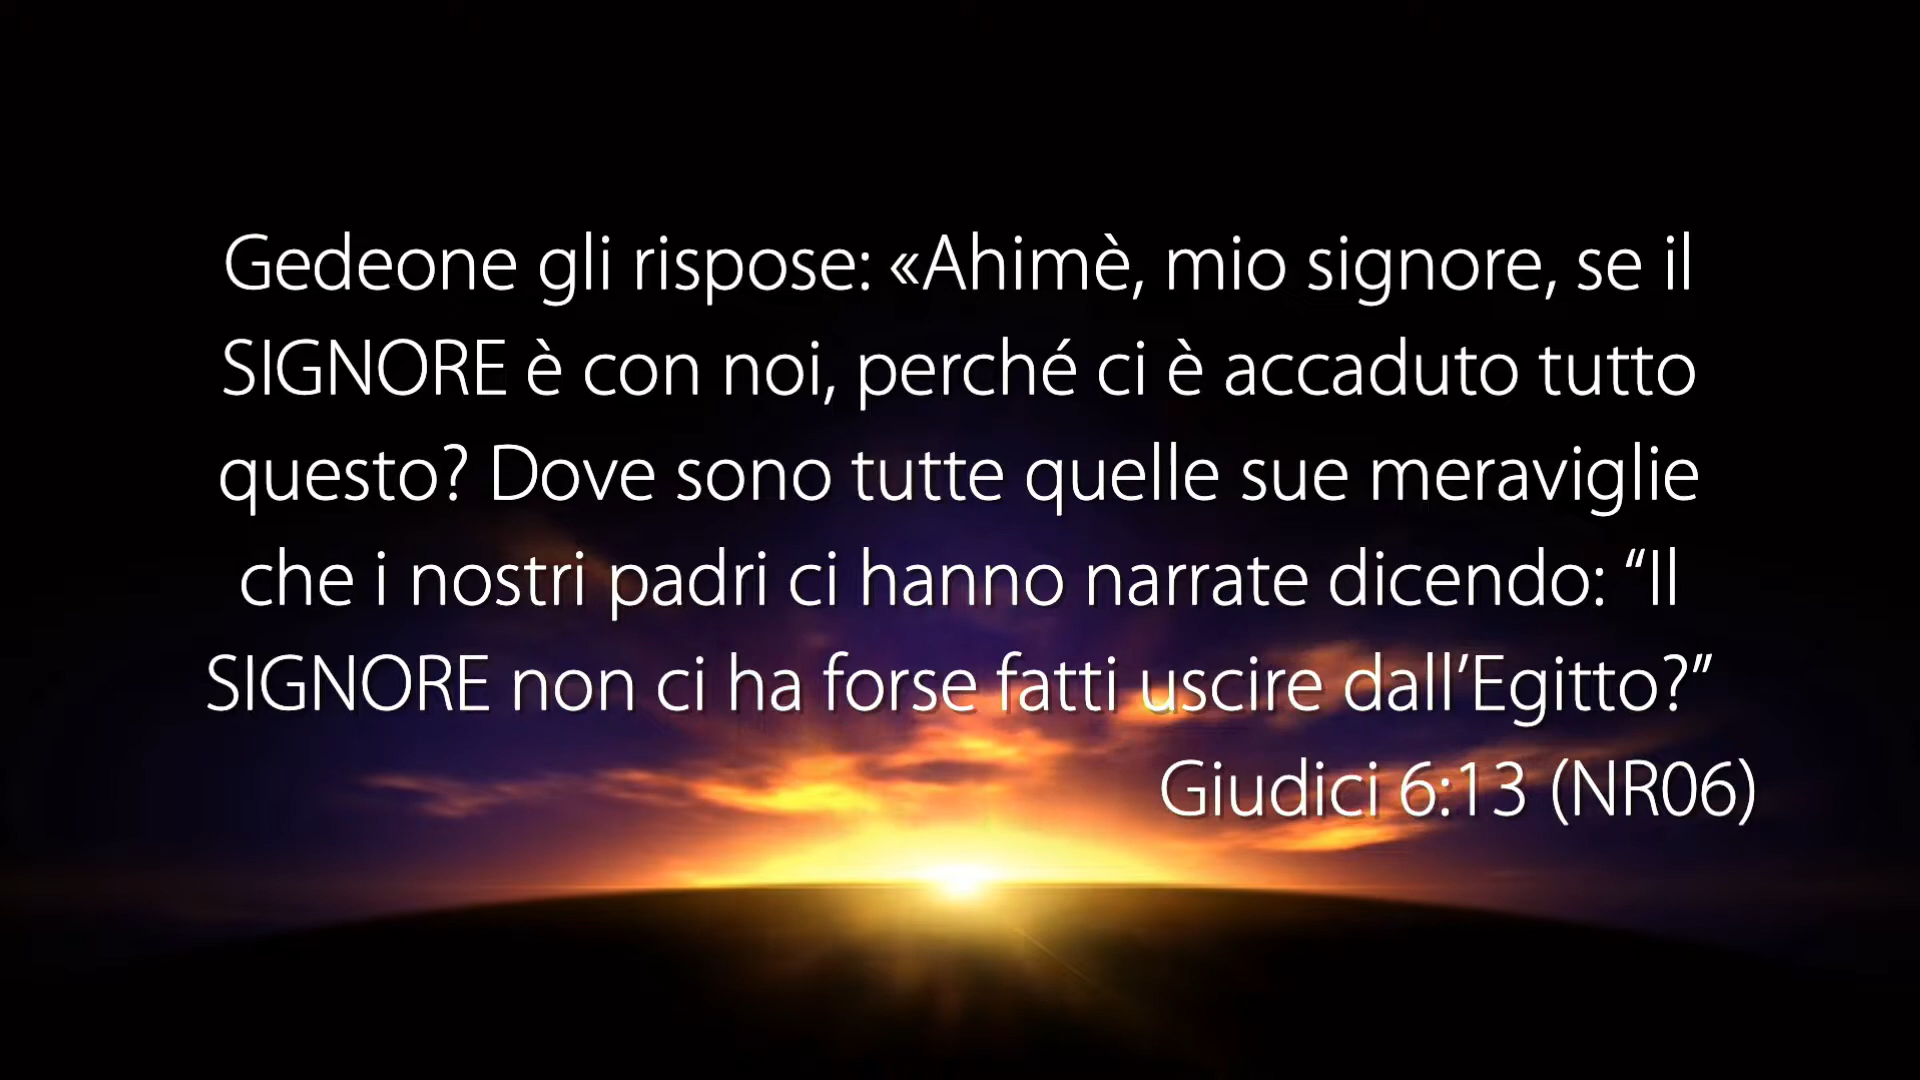 Gedeone gli rispose: «Ahimè, mio signore, se il
SIGNORE è con noi, perché ci è accaduto tutto
questo? Dove sono tutte quelle sue meraviglie
che i nostri padri ci hanno narrate dicendo: “Il
SIGNORE non ci ha forse fatti uscire dall’Egitto?”
Giudici 6:13 (NR06)